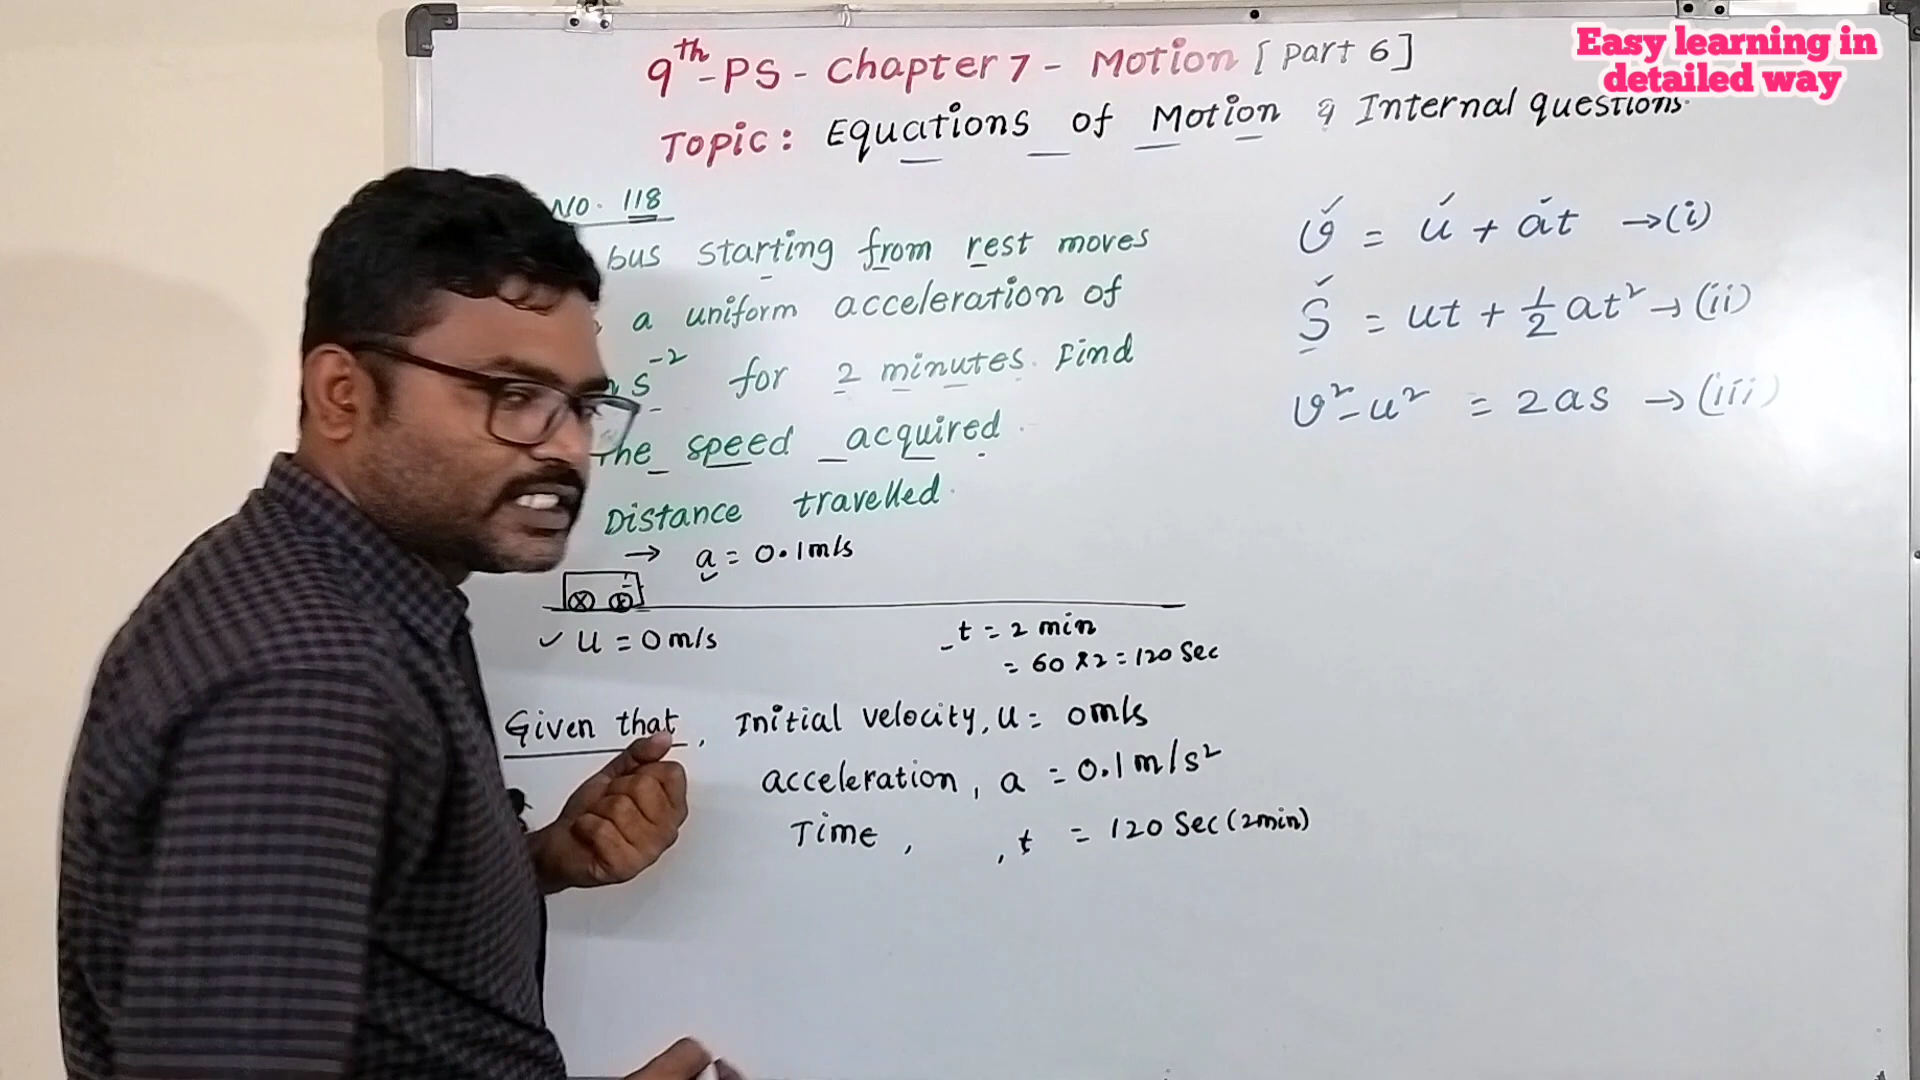 9th-PS - Chapter 7 - Motion [Part 6]
Easy learning in
detailed way
Topic: Equations of Motion & Internal questions.
NO. 118
bus starting from rest moves
a uniform acceleration of
s⁻² for 2 minutes. Find
The speed acquired.
Distance travelled.
→ a = 0.1m/s
u = 0 m/s
t = 2 min
= 60 x 2 = 120 Sec
Given that, Initial velocity, u = 0 m/s
acceleration, a = 0.1 m/s²
Time, , t = 120 Sec (2min)
v = u + at → (i)
S = ut + 1/2 at² → (ii)
v² - u² = 2as → (iii)